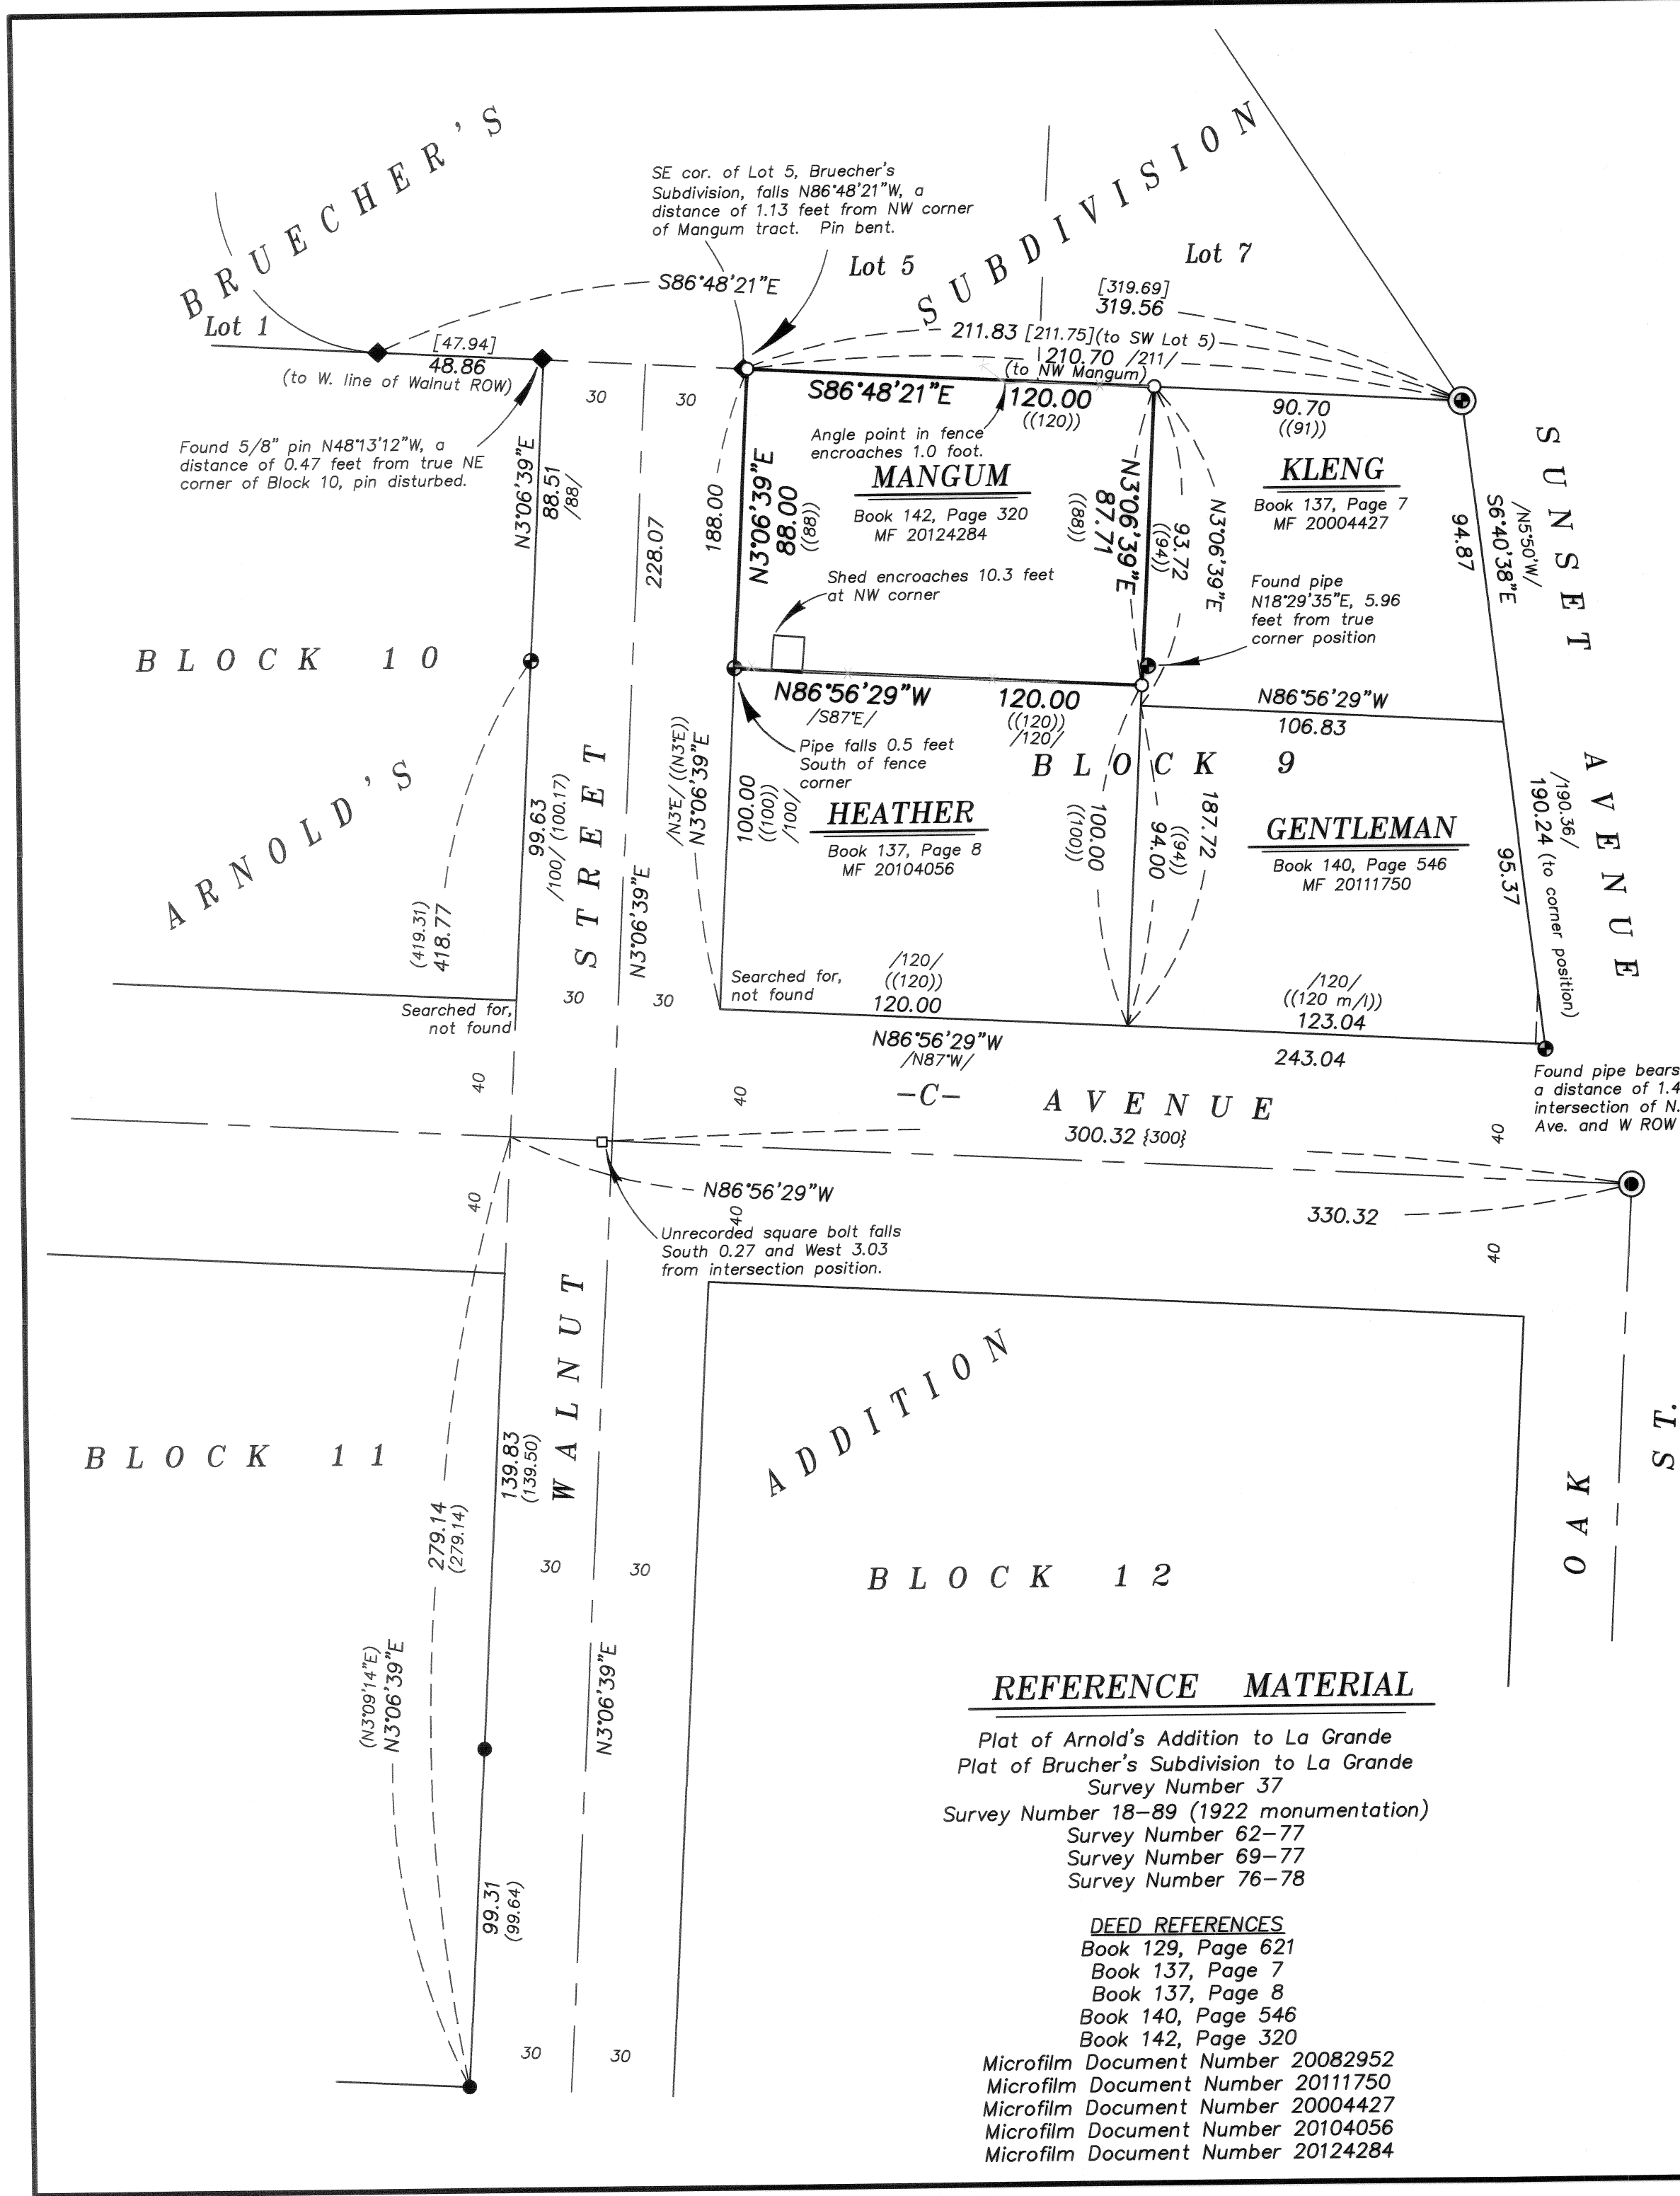 BRUECHER'S
SUBDIVISION
SE cor. of Lot 5, Bruecher's
Subdivision, falls N86°48'21"W, a
distance of 1.13 feet from NW corner
of Mangum tract.  Pin bent.
Lot 5
Lot 7
Lot 1
S86°48'21"E
[319.69]
319.56
211.83 [211.75](to SW Lot 5)
210.70 /211/
(to NW Mangum)
[47.94]
48.86
(to W. line of Walnut ROW)
30
30
S86°48'21"E
120.00
((120))
90.70
((91))
Found 5/8" pin N48°13'12"W, a
distance of 0.47 feet from true NE
corner of Block 10, pin disturbed.
Angle point in fence
encroaches 1.0 foot.
N3°06'39"E
88.51
/88/
228.07
188.00
N3°06'39"E
88.00
((88))
MANGUM
Book 142, Page 320
MF 20124284
N3°06'39"E
87.71
((88))
93.72
((94))
N3°06'39"E
KLENG
Book 137, Page 7
MF 20004427
94.87
S6°40'38"E
/N5°50'W/
SUNSET AVENUE
Shed encroaches 10.3 feet
at NW corner
Found pipe
N18°29'35"E, 5.96
feet from true
corner position
BLOCK 10
N86°56'29"W
/S87°E/
120.00
((120))
/120/
N86°56'29"W
106.83
Pipe falls 0.5 feet
South of fence
corner
BLOCK 9
ARNOLD'S
99.63
/100/ (100.17)
(419.31)
418.77
STREET
N3°06'39"E
/N3°E/ ((N3°E))
N3°06'39"E
100.00
((100))
/100/
HEATHER
Book 137, Page 8
MF 20104056
100.00
((100))
94.00
((94))
187.72
GENTLEMAN
Book 140, Page 546
MF 20111750
95.37
/190.36/
190.24 (to corner position)
Searched for,
not found
30
30
Searched for,
not found
/120/
((120))
120.00
/120/
((120 m/l))
123.04
N86°56'29"W
/N87°W/
243.04
40
40
40
-C- AVENUE
300.32 {300}
Found pipe bears
a distance of 1.4
intersection of N.
Ave. and W ROW
40
40
40
N86°56'29"W
330.32
Unrecorded square bolt falls
South 0.27 and West 3.03
from intersection position.
WALNUT
ADDITION
BLOCK 11
139.83
(139.50)
279.14
(279.14)
30
30
BLOCK 12
OAK ST.
(N3°09'14"E)
N3°06'39"E
N3°06'39"E
99.31
(99.64)
30
30
REFERENCE MATERIAL
Plat of Arnold's Addition to La Grande
Plat of Brucher's Subdivision to La Grande
Survey Number 37
Survey Number 18-89 (1922 monumentation)
Survey Number 62-77
Survey Number 69-77
Survey Number 76-78
DEED REFERENCES
Book 129, Page 621
Book 137, Page 7
Book 137, Page 8
Book 140, Page 546
Book 142, Page 320
Microfilm Document Number 20082952
Microfilm Document Number 20111750
Microfilm Document Number 20004427
Microfilm Document Number 20104056
Microfilm Document Number 20124284